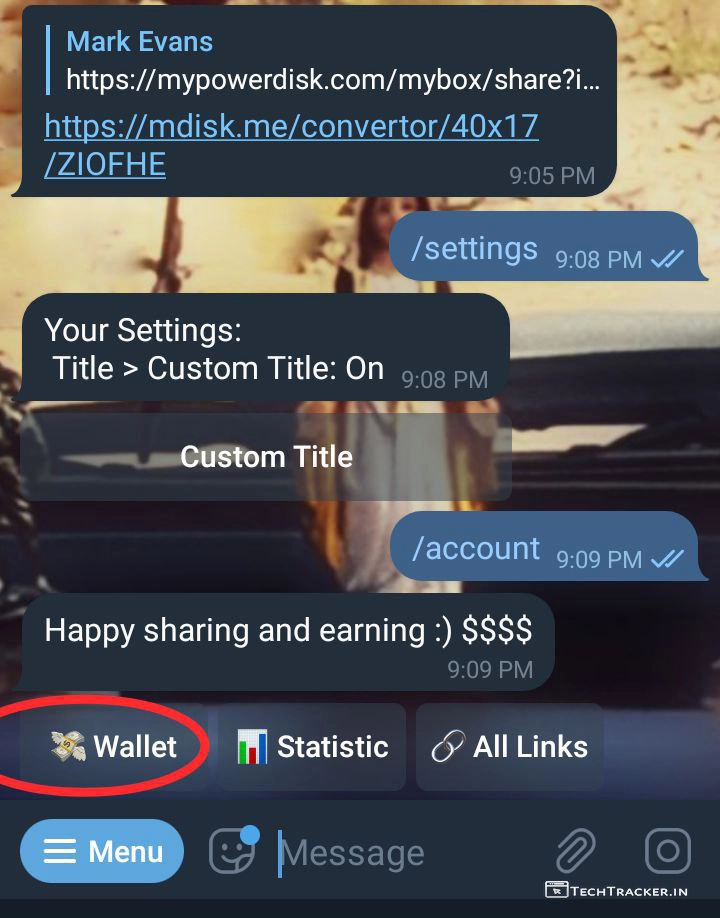 Mark Evans
https://mypowerdisk.com/mybox/share?i...
https://mdisk.me/convertor/40x17
/ZIOFHE
9:05 PM
/settings 9:08 PM
Your Settings:
Title > Custom Title: On 9:08 PM
Custom Title
/account 9:09 PM
Happy sharing and earning :) $$$$
9:09 PM
Wallet Statistic All Links
Menu Message
TECHTRACKER.IN